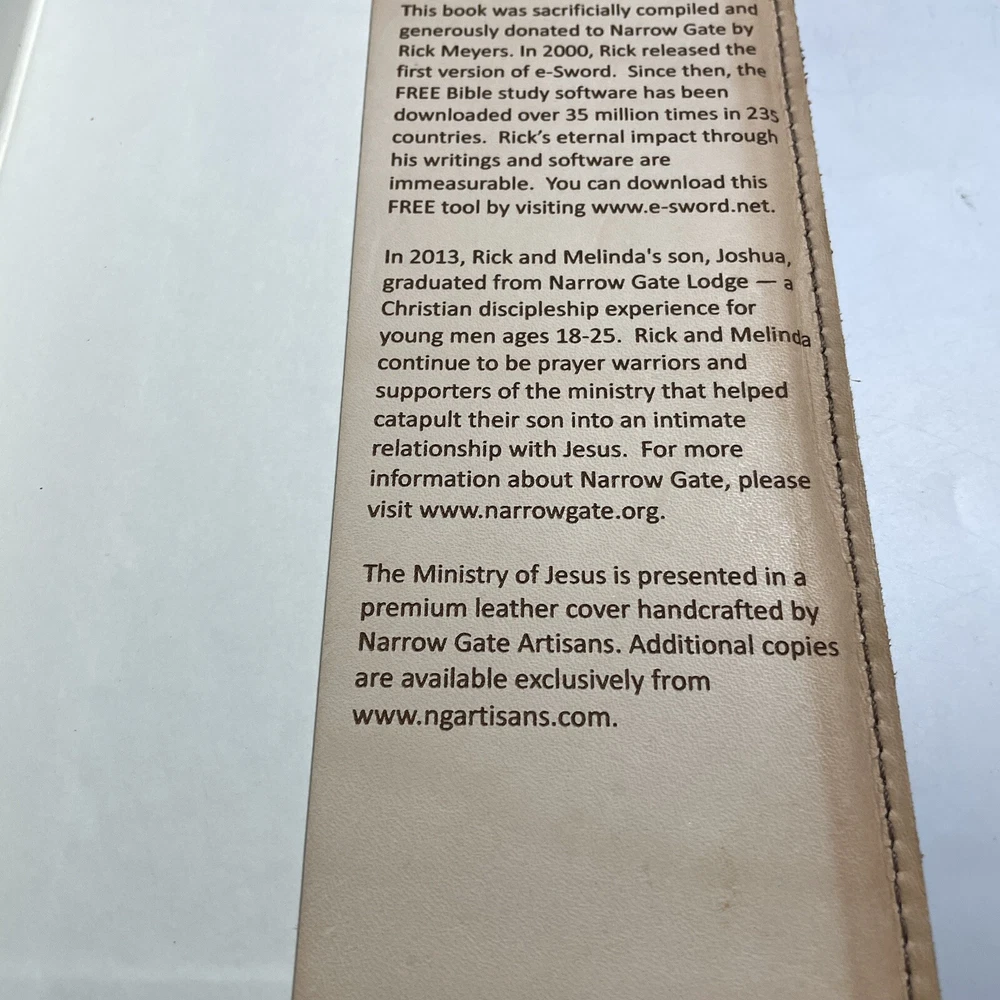 This book was sacrificially compiled and
generously donated to Narrow Gate by
Rick Meyers. In 2000, Rick released the
first version of e-Sword.  Since then, the
FREE Bible study software has been
downloaded over 35 million times in 235
countries.  Rick's eternal impact through
his writings and software are
immeasurable.  You can download this
FREE tool by visiting www.e-sword.net.
In 2013, Rick and Melinda's son, Joshua,
graduated from Narrow Gate Lodge — a
Christian discipleship experience for
young men ages 18-25.  Rick and Melinda
continue to be prayer warriors and
supporters of the ministry that helped
catapult their son into an intimate
relationship with Jesus.  For more
information about Narrow Gate, please
visit www.narrowgate.org.
The Ministry of Jesus is presented in a
premium leather cover handcrafted by
Narrow Gate Artisans. Additional copies
are available exclusively from
www.ngartisans.com.